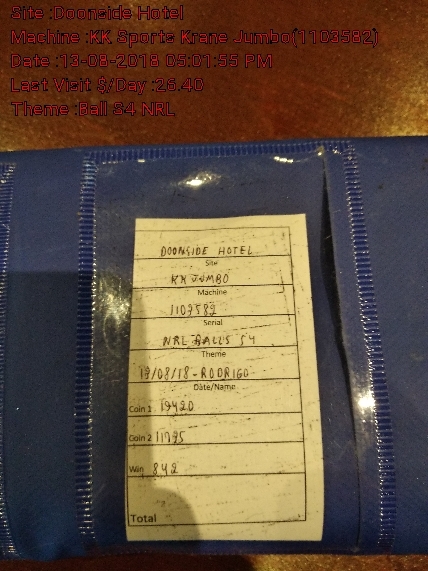 Site :Doonside Hotel
Machine :KK Sports Krane Jumbo(1103582)
Date :13-08-2018 05:01:55 PM
Last Visit $/Day :26.40
Theme :Ball S4 NRL
DOONSIDE HOTEL
Site
KK JUMBO
Machine
1103582
Serial
NRL BALLS S4
Theme
13/08/18-RODRIGO
Date/Name
Coin 1 19420
Coin 2 11795
Win 842
Total